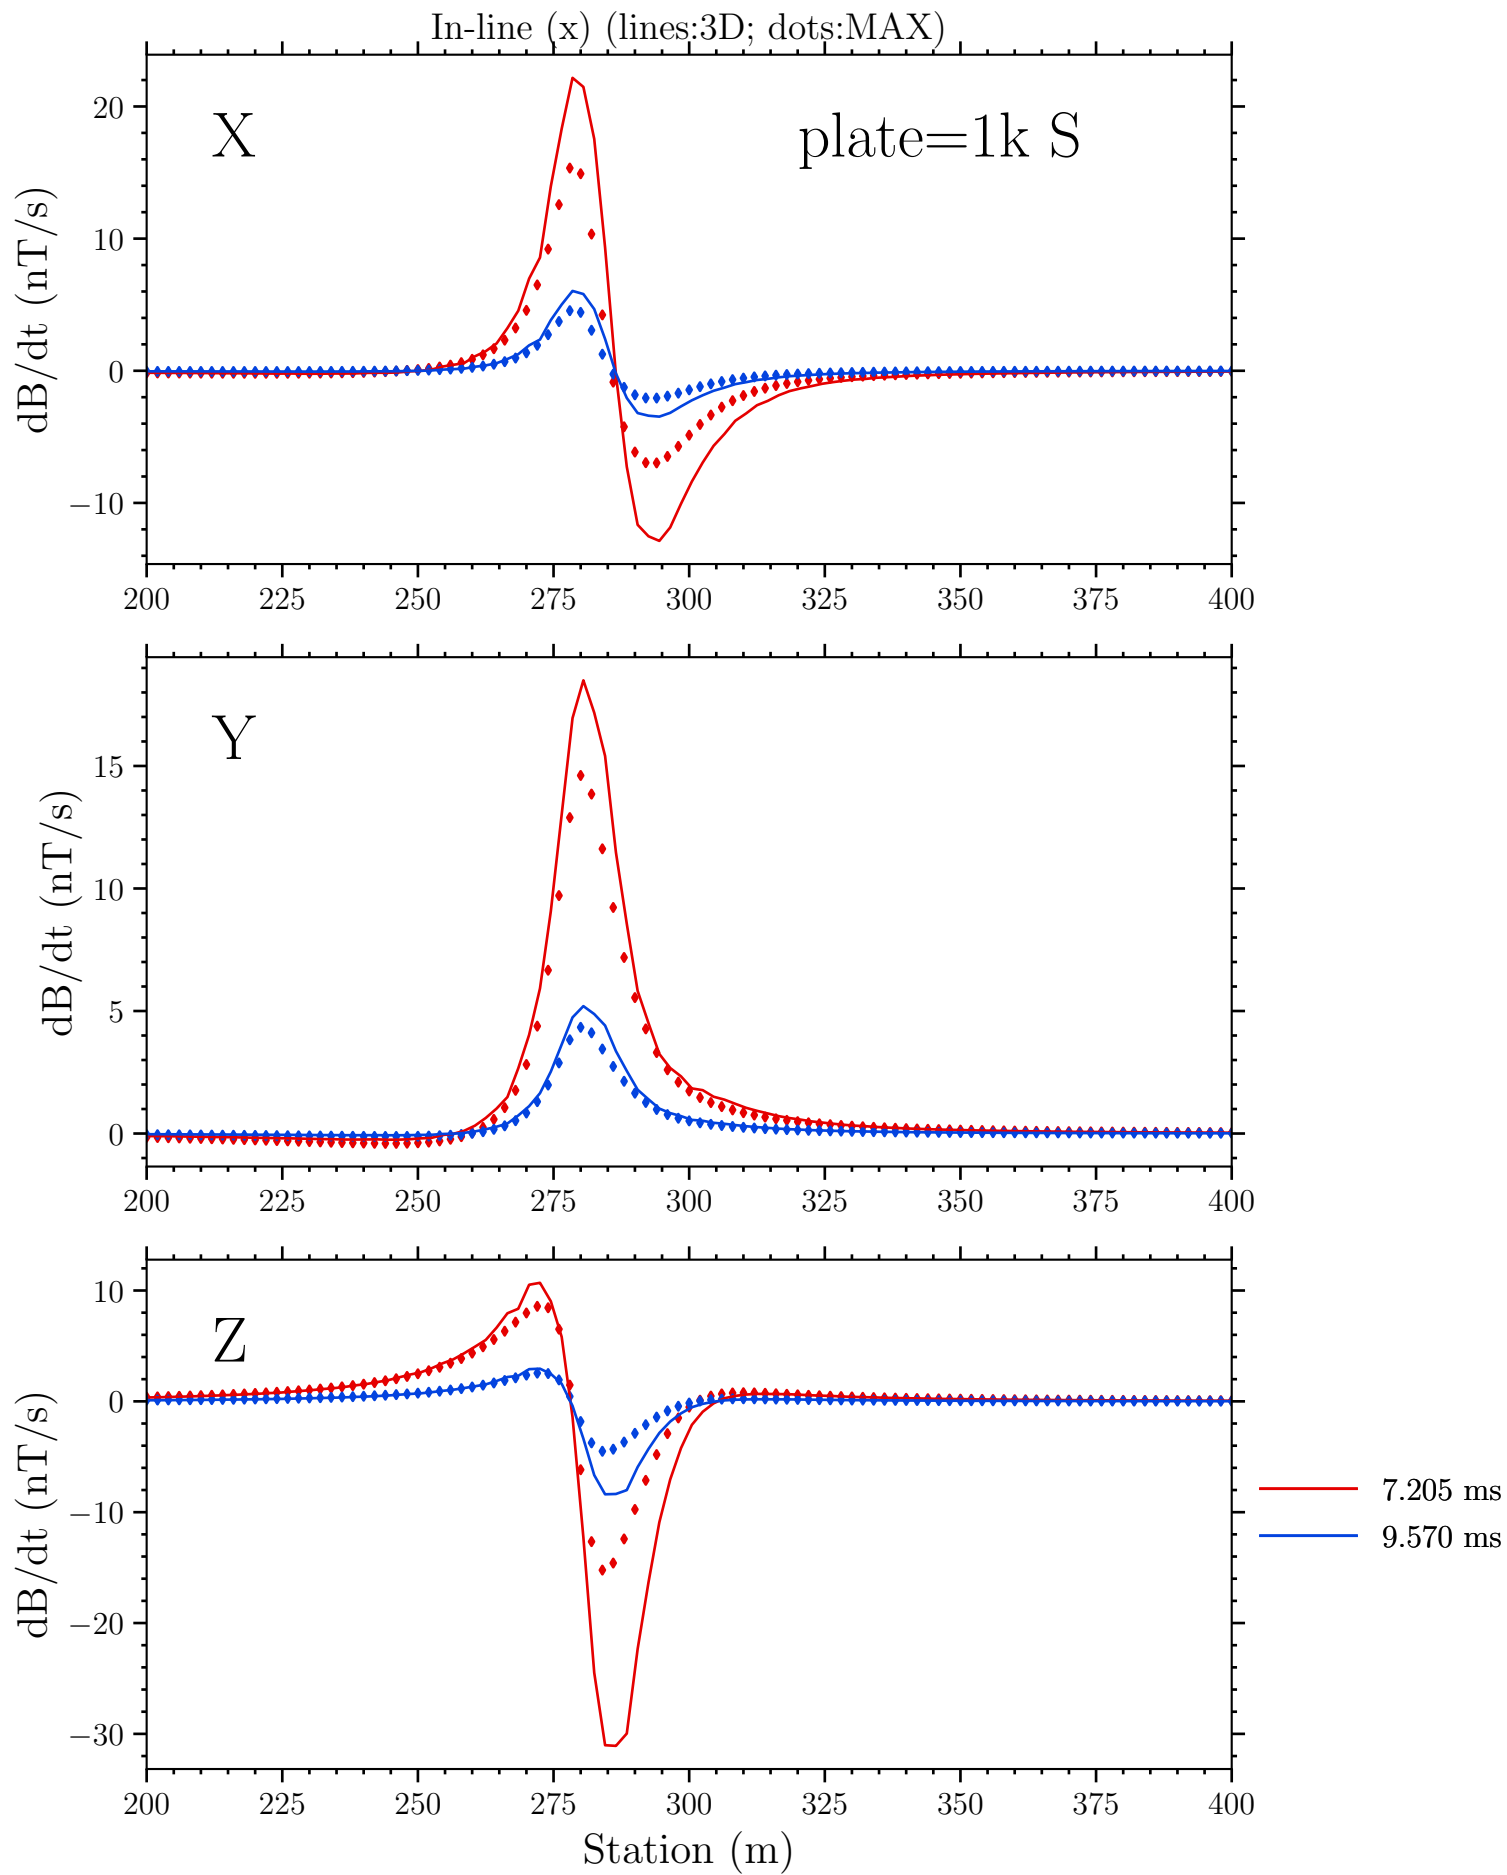 In-line (x) (lines:3D; dots:MAX)
X
plate=1k S
dB/dt (nT/s)
20
10
0
−10
200 225 250 275 300 325 350 375 400
Y
dB/dt (nT/s)
15
10
5
0
200 225 250 275 300 325 350 375 400
Z
dB/dt (nT/s)
10
0
−10
−20
−30
200 225 250 275 300 325 350 375 400
Station (m)
7.205 ms
9.570 ms